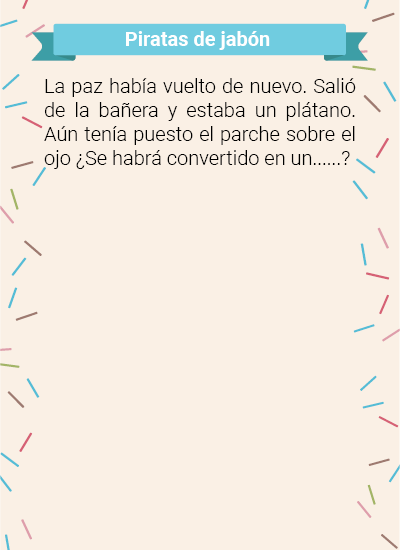 Piratas de jabón
La paz había vuelto de nuevo. Salió
de la bañera y estaba un plátano.
Aún tenía puesto el parche sobre el
ojo ¿Se habrá convertido en un......?